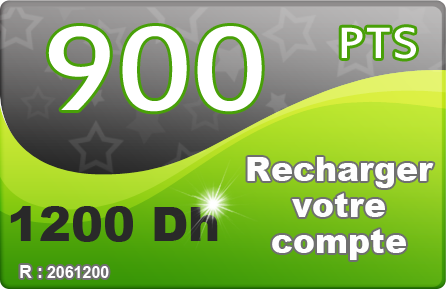 900 PTS
1200 Dh
Recharger
votre
compte
R : 2061200